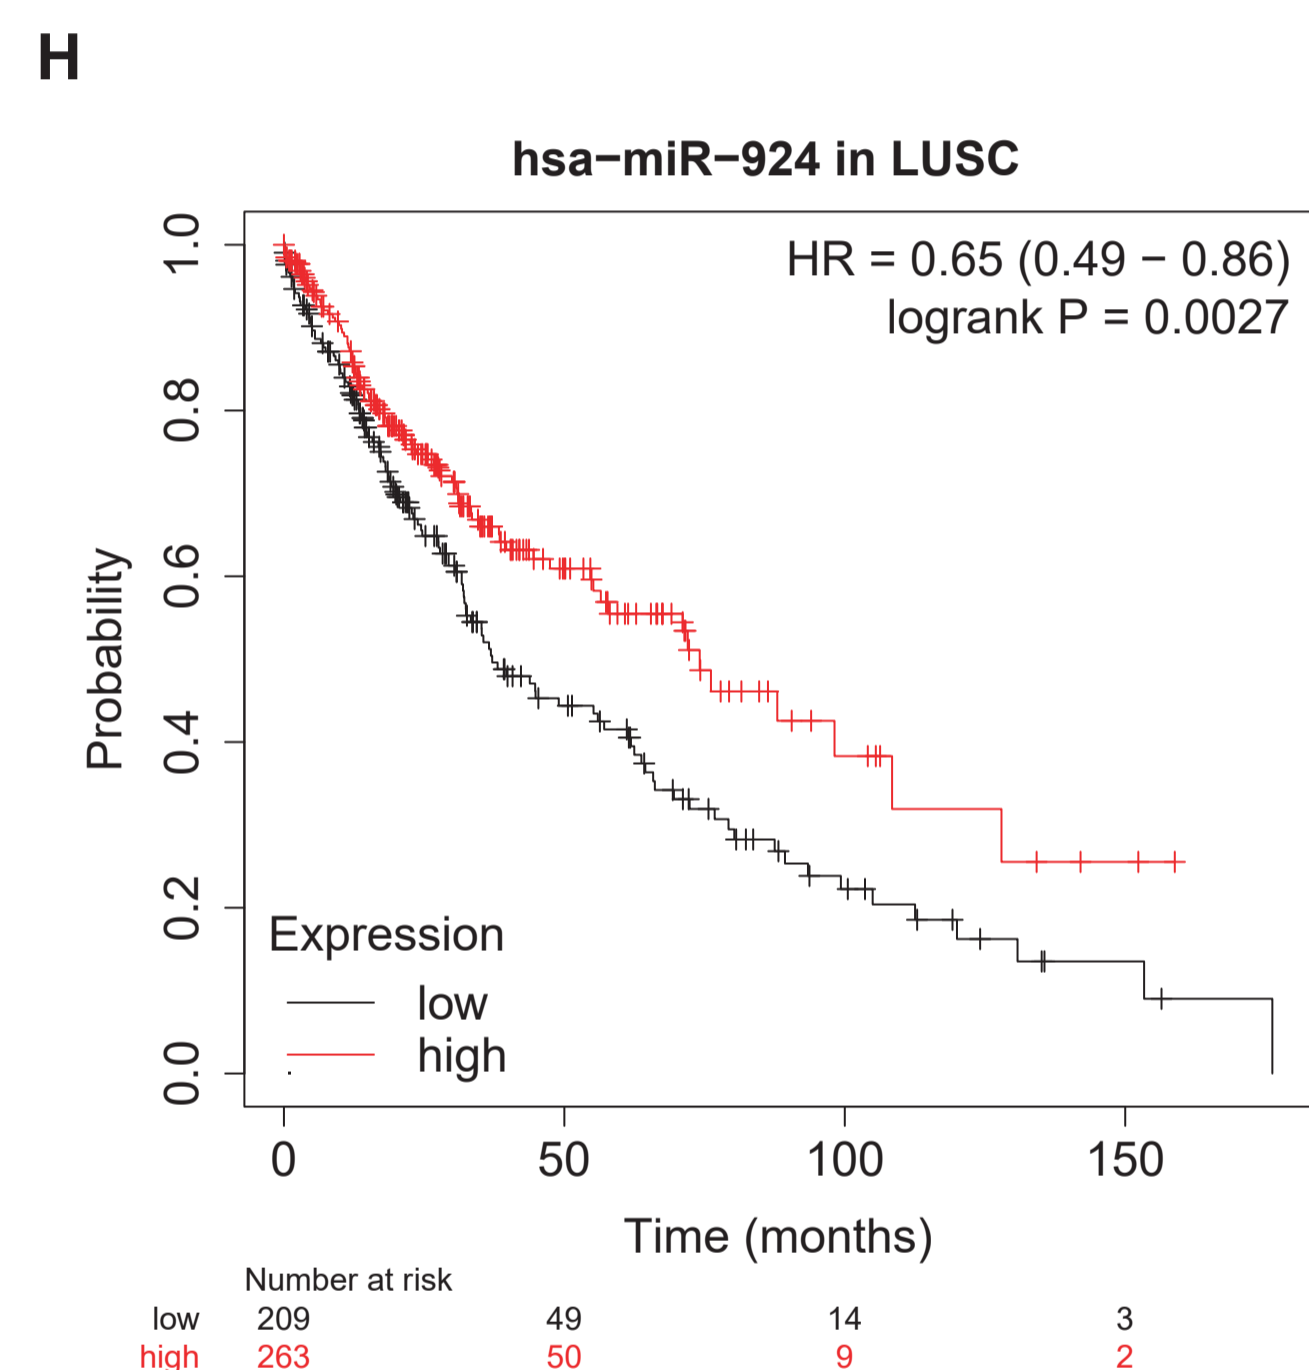 H
hsa−miR−924 in LUSC
HR = 0.65 (0.49 − 0.86)
logrank P = 0.0027
Probability
1.0
0.8
0.6
0.4
0.2
0.0
Expression
low
high
0 50 100 150
Time (months)
Number at risk
low 209 49 14 3
high 263 50 9 2